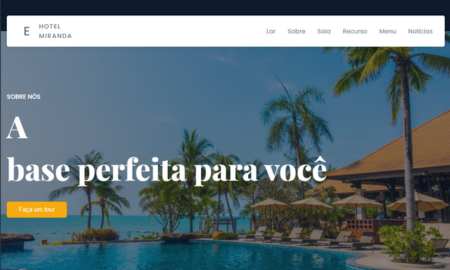 E
HOTEL
MIRANDA
Lar Sobre Sala Recurso Menu Notícias
SOBRE NÓS
A
base perfeita para você
Faça um tour